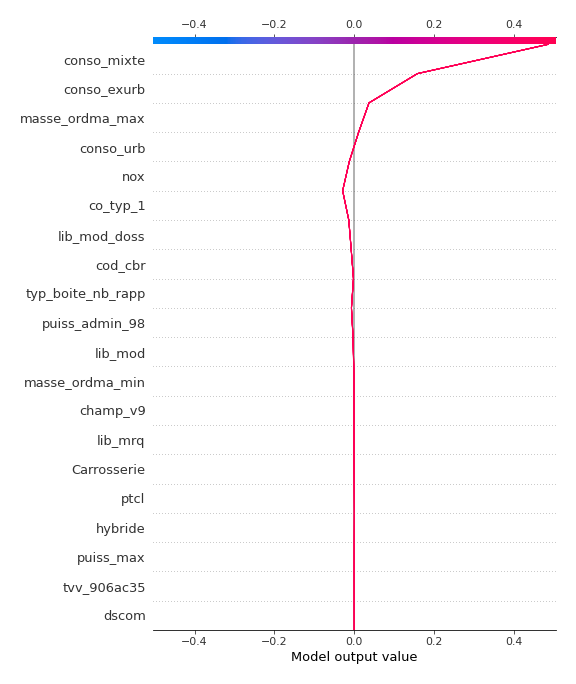 −0.4 −0.2 0.0 0.2 0.4
conso_mixte
conso_exurb
masse_ordma_max
conso_urb
nox
co_typ_1
lib_mod_doss
cod_cbr
typ_boite_nb_rapp
puiss_admin_98
lib_mod
masse_ordma_min
champ_v9
lib_mrq
Carrosserie
ptcl
hybride
puiss_max
tvv_906ac35
dscom
−0.4 −0.2 0.0 0.2 0.4
Model output value